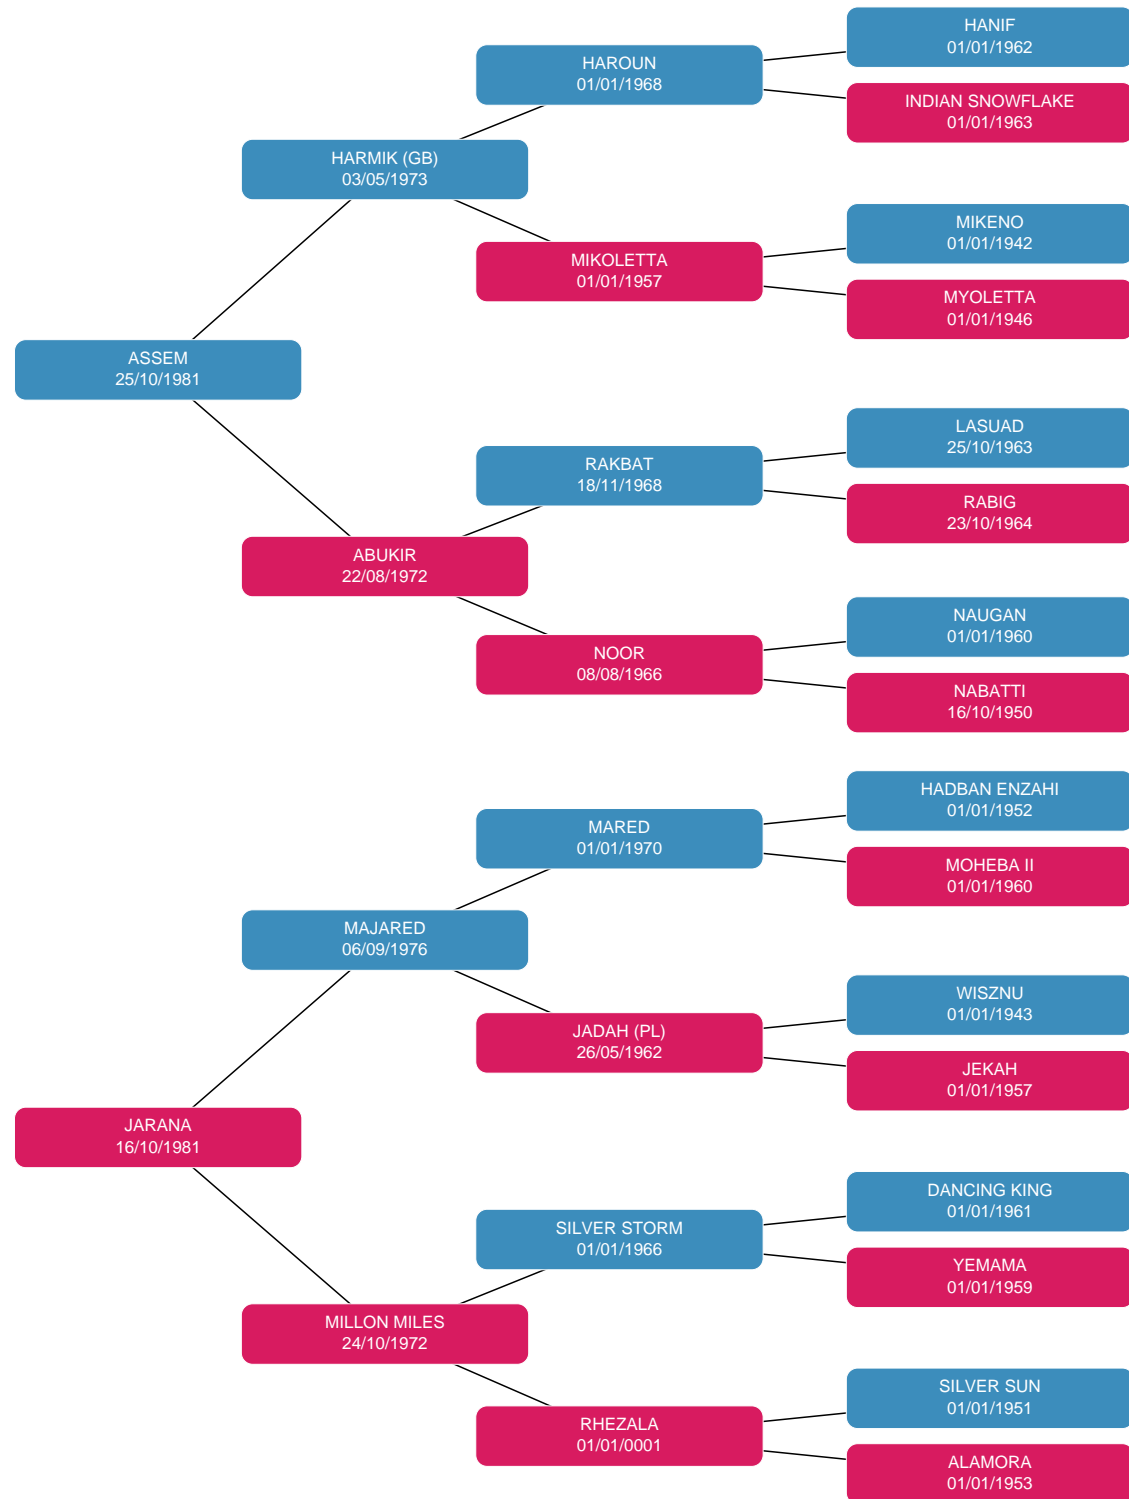 HANIF
01/01/1962
HAROUN
01/01/1968
INDIAN SNOWFLAKE
01/01/1963
HARMIK (GB)
03/05/1973
MIKENO
01/01/1942
MIKOLETTA
01/01/1957
MYOLETTA
01/01/1946
ASSEM
25/10/1981
LASUAD
25/10/1963
RAKBAT
18/11/1968
RABIG
23/10/1964
ABUKIR
22/08/1972
NAUGAN
01/01/1960
NOOR
08/08/1966
NABATTI
16/10/1950
HADBAN ENZAHI
01/01/1952
MARED
01/01/1970
MOHEBA II
01/01/1960
MAJARED
06/09/1976
WISZNU
01/01/1943
JADAH (PL)
26/05/1962
JEKAH
01/01/1957
JARANA
16/10/1981
DANCING KING
01/01/1961
SILVER STORM
01/01/1966
YEMAMA
01/01/1959
MILLON MILES
24/10/1972
SILVER SUN
01/01/1951
RHEZALA
01/01/0001
ALAMORA
01/01/1953